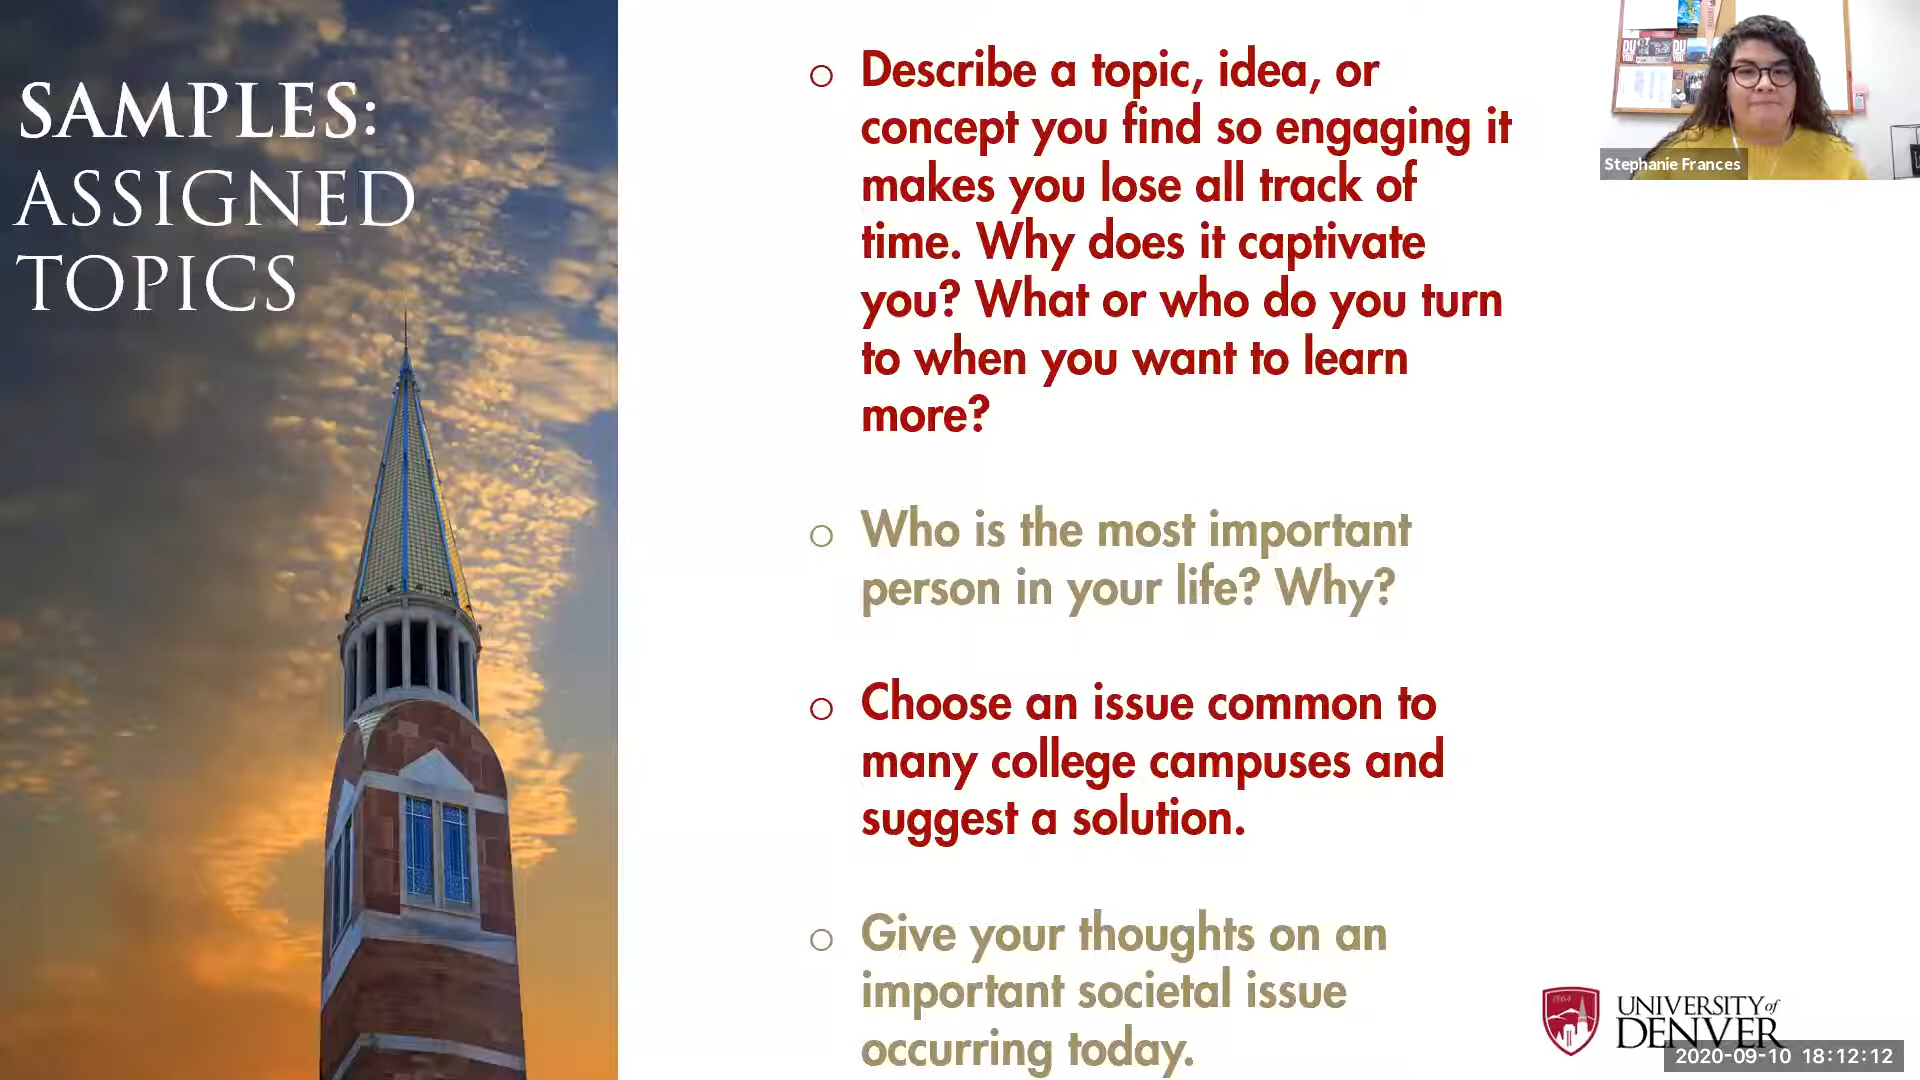 SAMPLES:
ASSIGNED
TOPICS
Describe a topic, idea, or
concept you find so engaging it
makes you lose all track of
time. Why does it captivate
you? What or who do you turn
to when you want to learn
more?
Who is the most important
person in your life? Why?
Choose an issue common to
many college campuses and
suggest a solution.
Give your thoughts on an
important societal issue
occurring today.
Stephanie Frances
1864
UNIVERSITY of
DENVER
2020-09-10 18:12:12